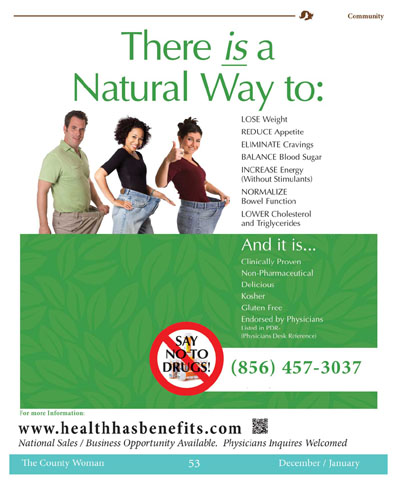 Community
There is a
Natural Way to:
LOSE Weight
REDUCE Appetite
ELIMINATE Cravings
BALANCE Blood Sugar
INCREASE Energy
(Without Stimulants)
NORMALIZE
Bowel Function
LOWER Cholesterol
and Triglycerides
And it is...
Clinically Proven
Non-Pharmaceutical
Delicious
Kosher
Gluten Free
Endorsed by Physicians
Listed in PDR-
(Physicians Desk Reference)
SAY
NO TO
DRUGS!
(856) 457-3037
For more Information:
www.healthhasbenefits.com
National Sales / Business Opportunity Available. Physicians Inquires Welcomed
The County Woman
53
December / January